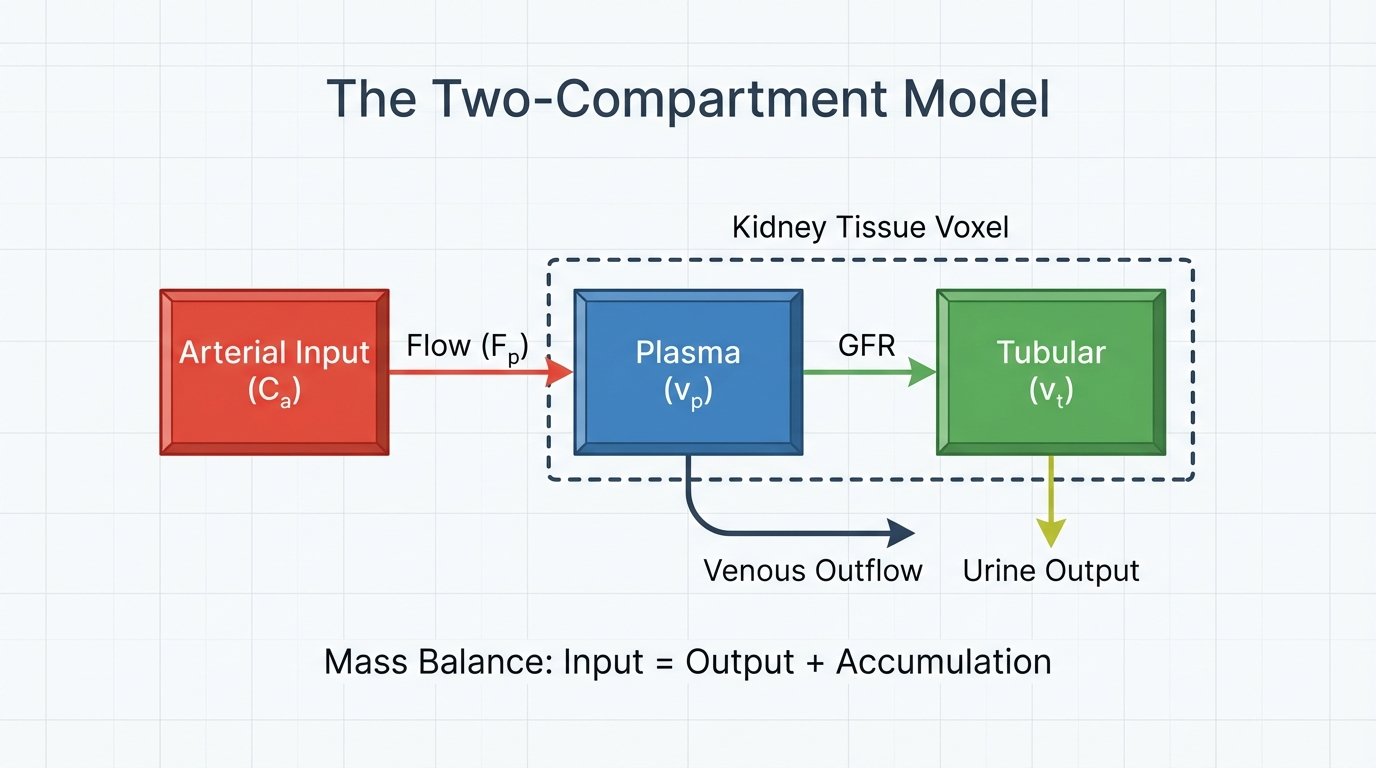 The Two-Compartment Model
Kidney Tissue Voxel
Arterial Input
(Cₐ)
Flow (Fₚ)
Plasma
(vₚ)
GFR
Tubular
(vₜ)
Venous Outflow
Urine Output
Mass Balance: Input = Output + Accumulation